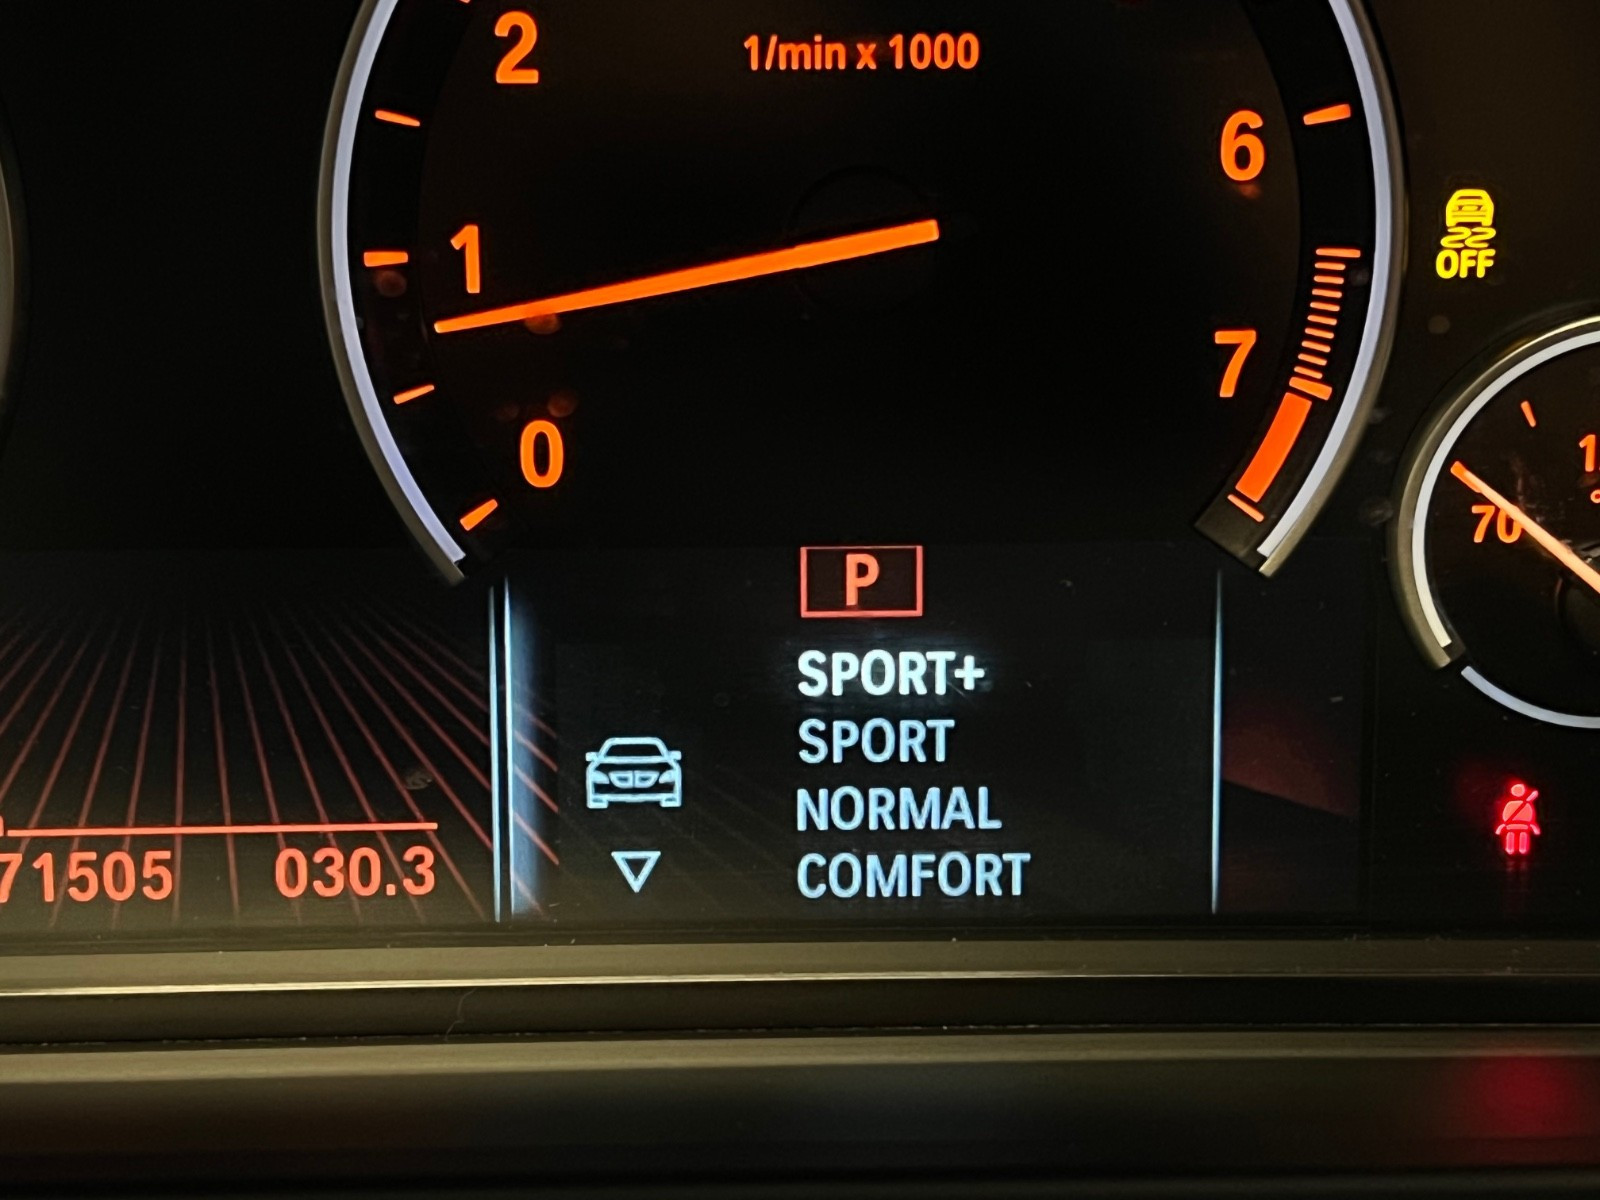 2
1/min x 1000
6
1
OFF
7
0
70
P
SPORT+
SPORT
NORMAL
COMFORT
71505 030.3